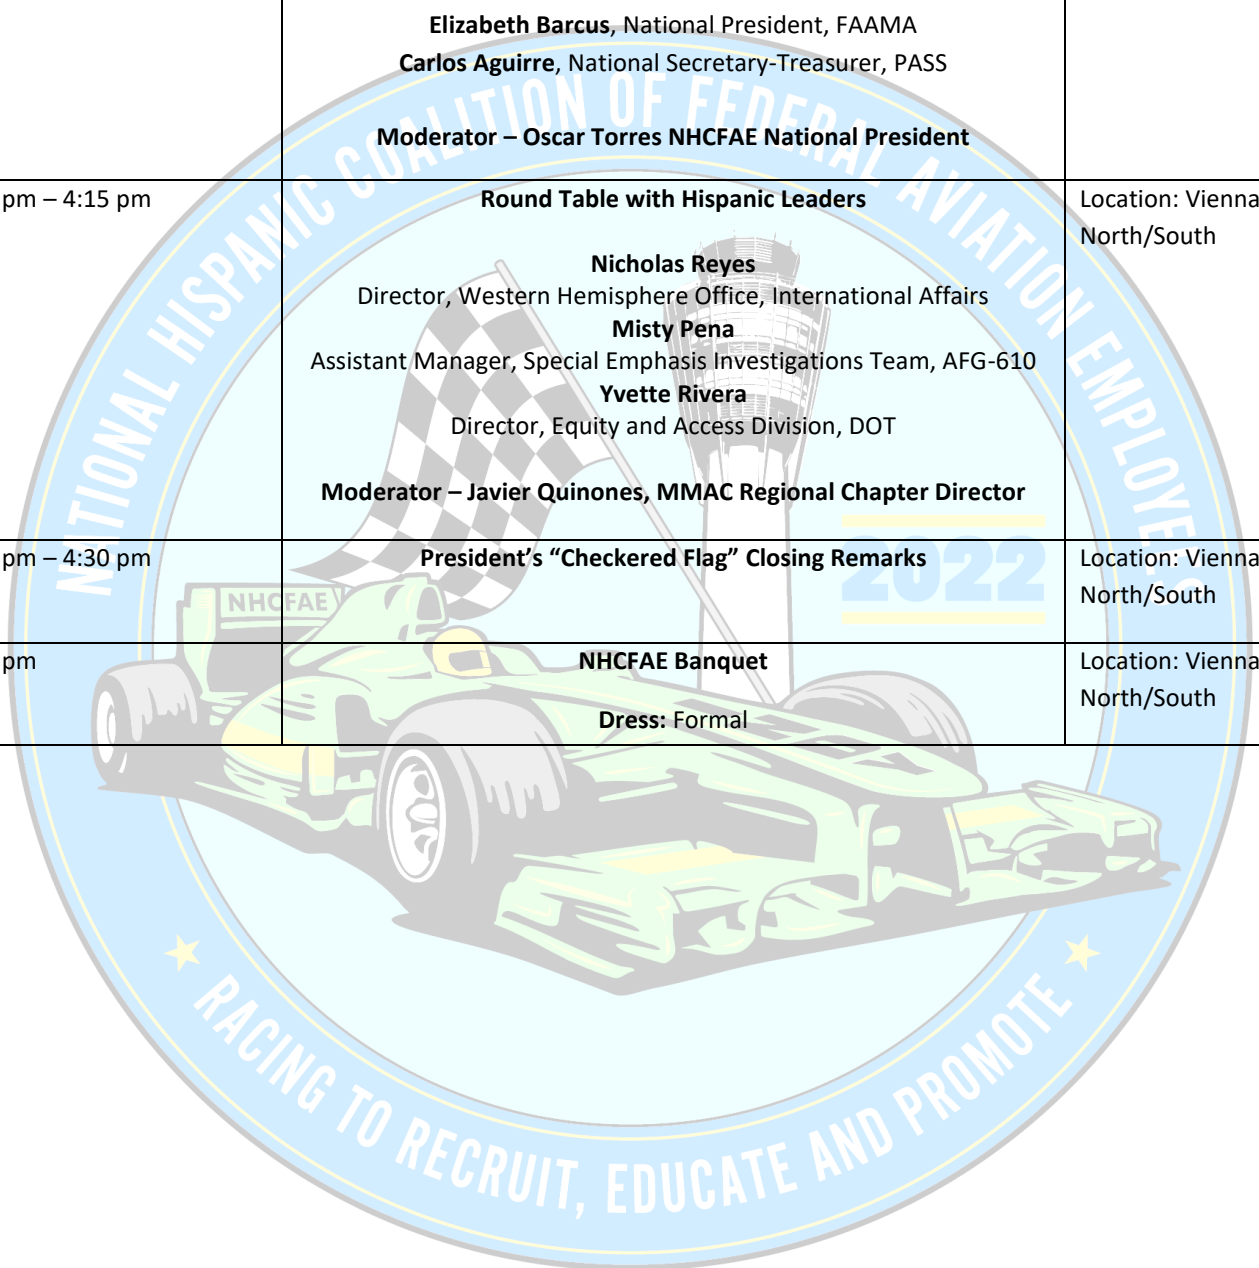 Elizabeth Barcus, National President, FAAMA
Carlos Aguirre, National Secretary-Treasurer, PASS
Moderator – Oscar Torres NHCFAE National President
pm – 4:15 pm
Round Table with Hispanic Leaders
Location: Vienna
North/South
Nicholas Reyes
Director, Western Hemisphere Office, International Affairs
Misty Pena
Assistant Manager, Special Emphasis Investigations Team, AFG-610
Yvette Rivera
Director, Equity and Access Division, DOT
Moderator – Javier Quinones, MMAC Regional Chapter Director
pm – 4:30 pm
President’s “Checkered Flag” Closing Remarks
Location: Vienna
North/South
pm
NHCFAE Banquet
Location: Vienna
North/South
Dress: Formal
NATIONAL HISPANIC COALITION OF FEDERAL AVIATION EMPLOYEES
2022
NHCFAE
RACING TO RECRUIT, EDUCATE AND PROMOTE